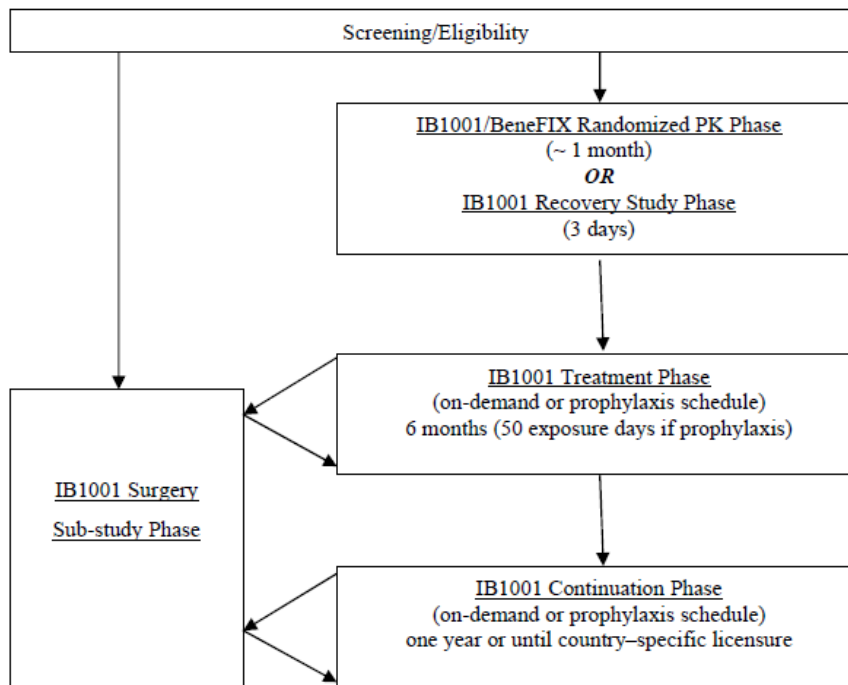 Screening/Eligibility
IB1001/BeneFIX Randomized PK Phase
(~ 1 month)
OR
IB1001 Recovery Study Phase
(3 days)
IB1001 Treatment Phase
(on-demand or prophylaxis schedule)
6 months (50 exposure days if prophylaxis)
IB1001 Surgery
Sub-study Phase
IB1001 Continuation Phase
(on-demand or prophylaxis schedule)
one year or until country–specific licensure